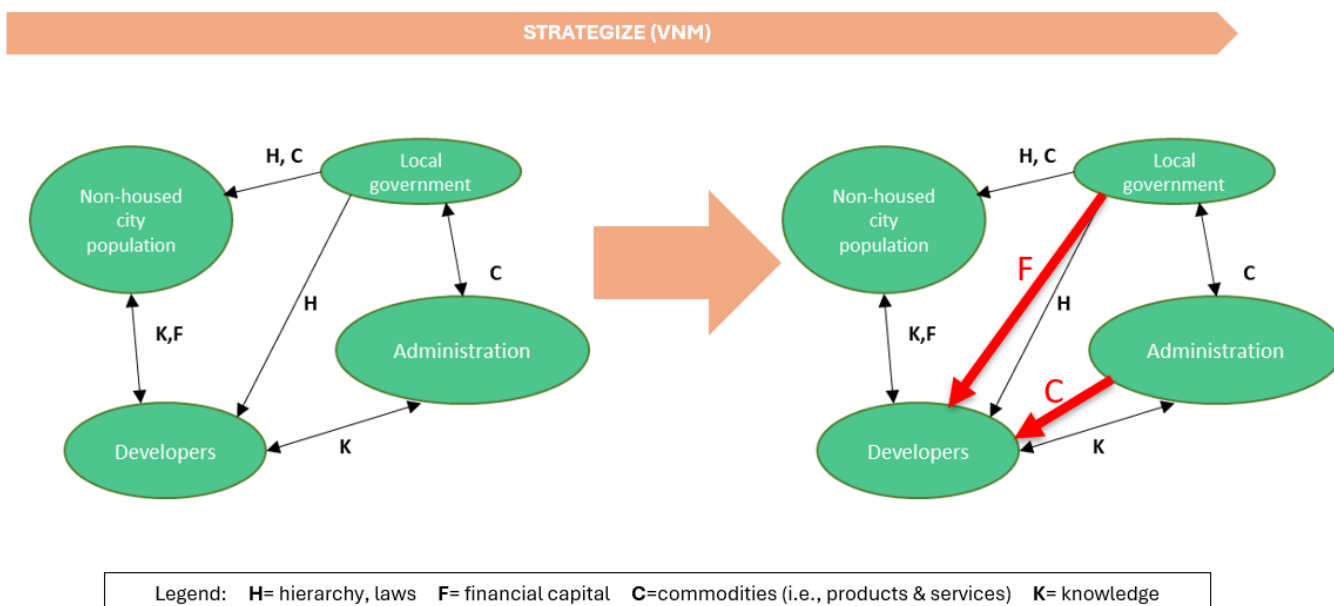 STRATEGIZE (VNM)
H, C
Local
government
Non-housed
city
population
C
H
K,F
Administration
Developers
K
H, C
Local
government
Non-housed
city
population
F
C
H
K,F
Administration
C
Developers
K
Legend: H= hierarchy, laws F= financial capital C=commodities (i.e., products & services) K= knowledge